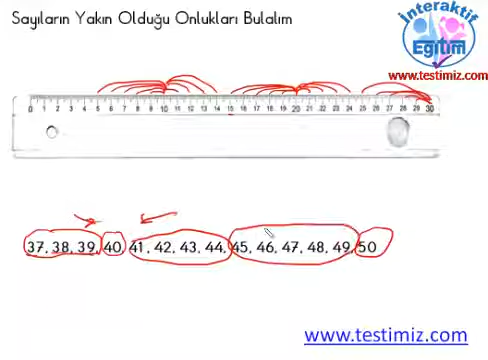 Sayıların Yakın Olduğu Onlukları Bulalım
İnteraktif
Eğitim
www.testimiz.com
0 1 2 3 4 5 6 7 8 9 10 11 12 13 14 15 16 17 18 19 20 21 22 23 24 25 26 27 28 29 30
37, 38, 39, 40, 41, 42, 43, 44, 45, 46, 47, 48, 49, 50
www.testimiz.com